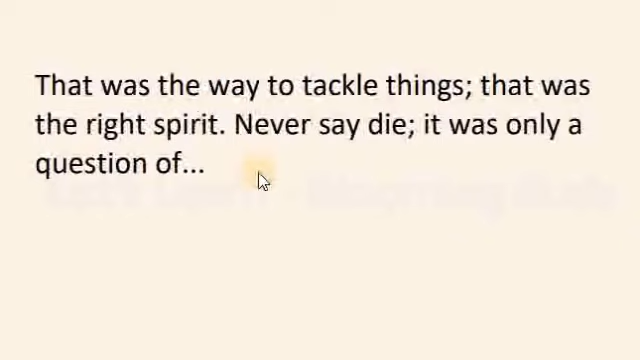 That was the way to tackle things; that was
the right spirit. Never say die; it was only a
question of...